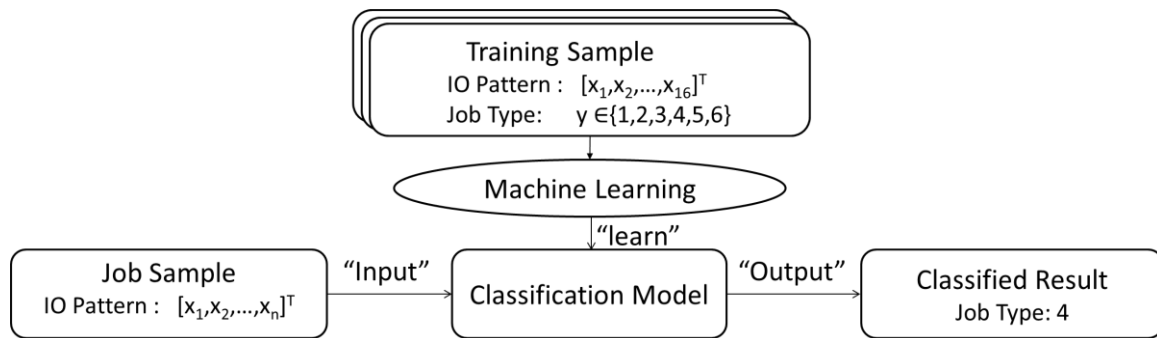 Training Sample
IO Pattern : [x₁,x₂,...,x₁₆]ᵀ
Job Type: y ∈{1,2,3,4,5,6}
Machine Learning
“learn”
Job Sample
IO Pattern : [x₁,x₂,...,xₙ]ᵀ
“Input”
Classification Model
“Output”
Classified Result
Job Type: 4